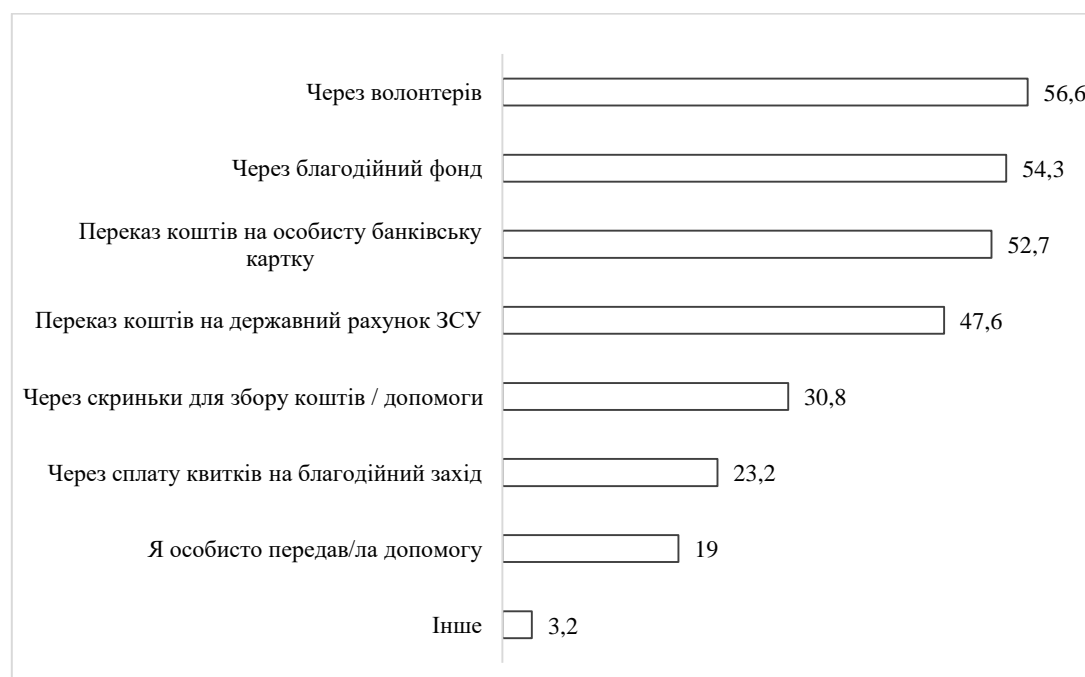 Через волонтерів
56,6
Через благодійний фонд
54,3
Переказ коштів на особисту банківську
картку
52,7
Переказ коштів на державний рахунок ЗСУ
47,6
Через скриньки для збору коштів / допомоги
30,8
Через сплату квитків на благодійний захід
23,2
Я особисто передав/ла допомогу
19
Інше
3,2